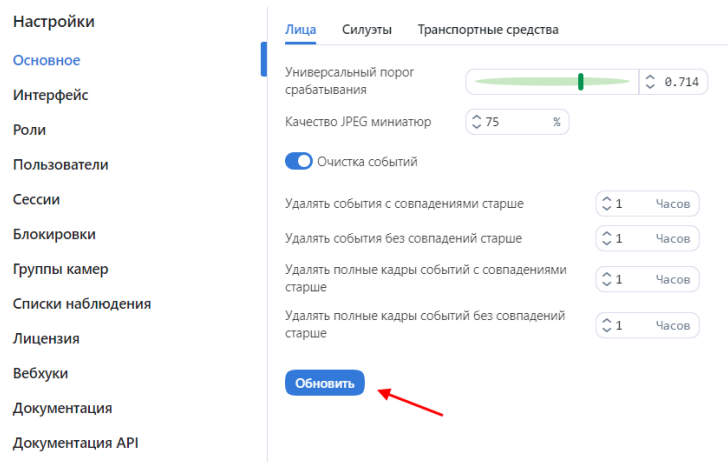 Настройки
Основное
Интерфейс
Роли
Пользователи
Сессии
Блокировки
Группы камер
Списки наблюдения
Лицензия
Вебхуки
Документация
Документация API
Лица Силуэты Транспортные средства
Универсальный порог
срабатывания
0.714
Качество JPEG миниатюр 75 %
Очистка событий
Удалять события с совпадениями старше 1 Часов
Удалять события без совпадений старше 1 Часов
Удалять полные кадры событий с совпадениями
старше
1 Часов
Удалять полные кадры событий без совпадений
старше
1 Часов
Обновить